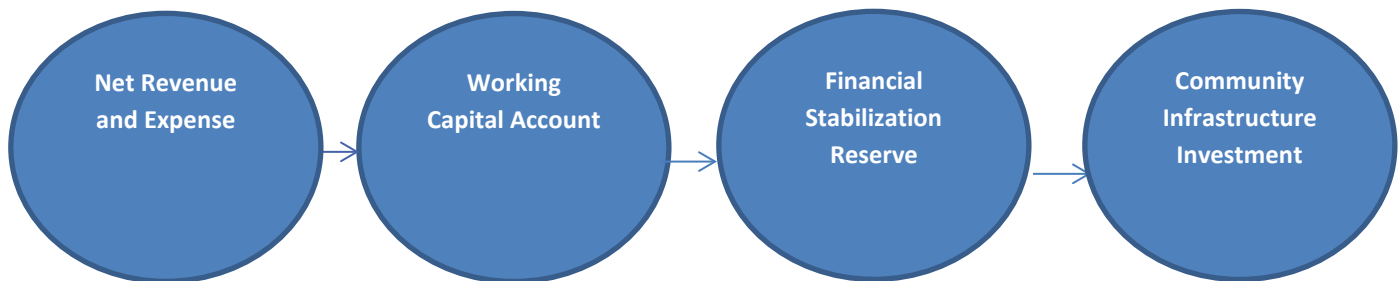 Net Revenue
and Expense
Working
Capital Account
Financial
Stabilization
Reserve
Community
Infrastructure
Investment